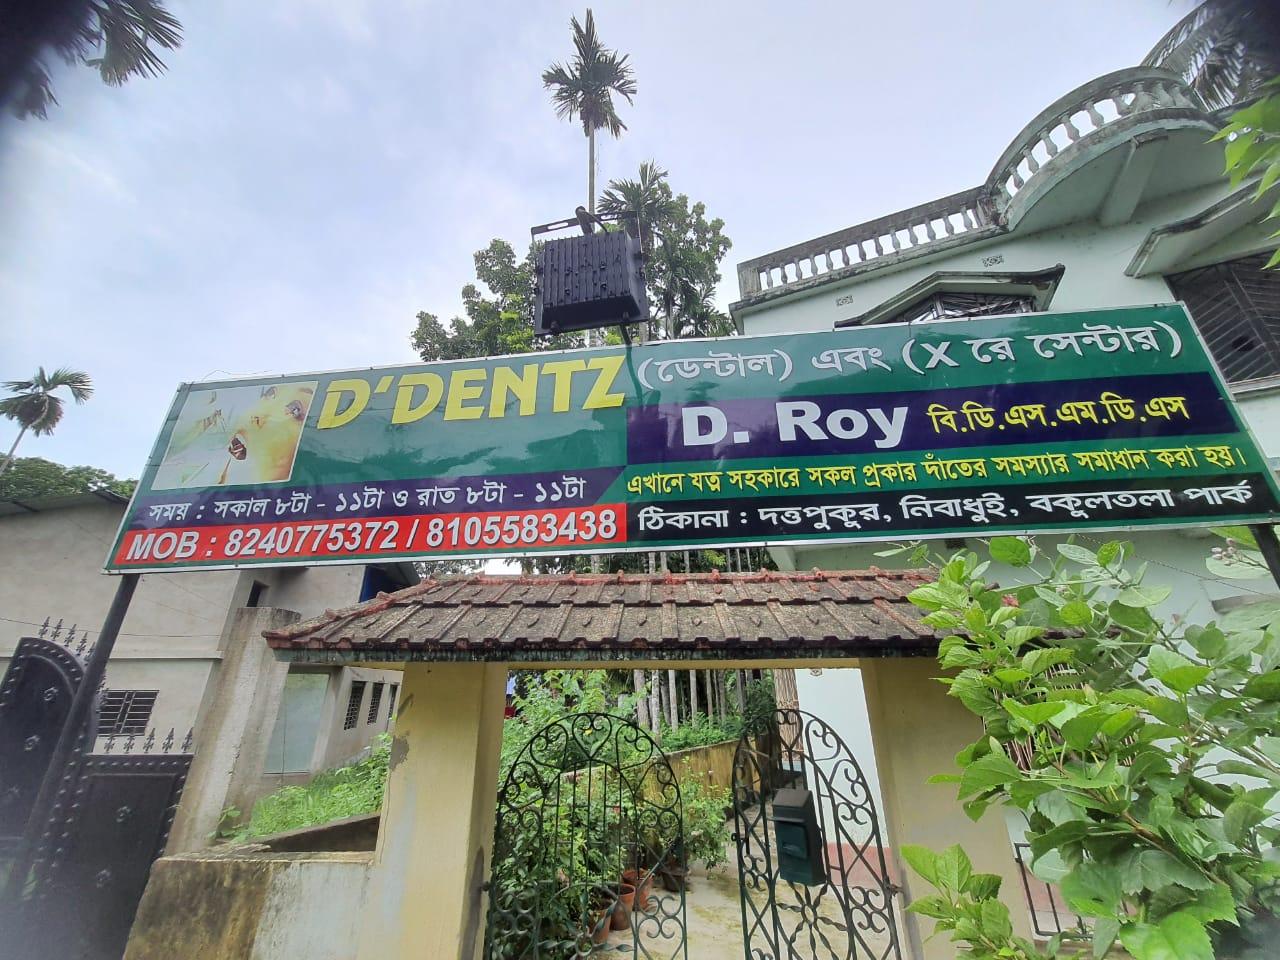 D'DENTZ (ডেন্টাল) এবং (X রে সেন্টার)
D. Roy বি.ডি.এস.এম.ডি.এস
এখানে যত্ন সহকারে সকল প্রকার দাঁতের সমস্যার সমাধান করা হয়।
সময় : সকাল ৮টা - ১১টা ও রাত ৮টা - ১১টা
MOB : 8240775372 / 8105583438
ঠিকানা : দত্তপুকূর, নিবাধুই, বকূলতলা পার্ক